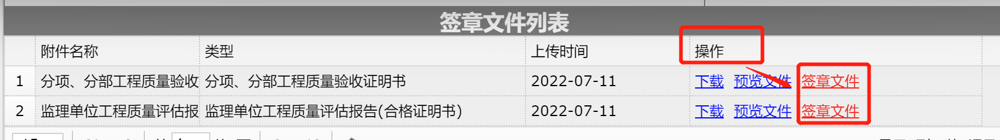 签章文件列表
附件名称 类型 上传时间 操作
1 分项、分部工程质量验收 分项、分部工程质量验收证明书 2022-07-11 下载 预览文件 签章文件
2 监理单位工程质量评估报 监理单位工程质量评估报告(合格证明书) 2022-07-11 下载 预览文件 签章文件